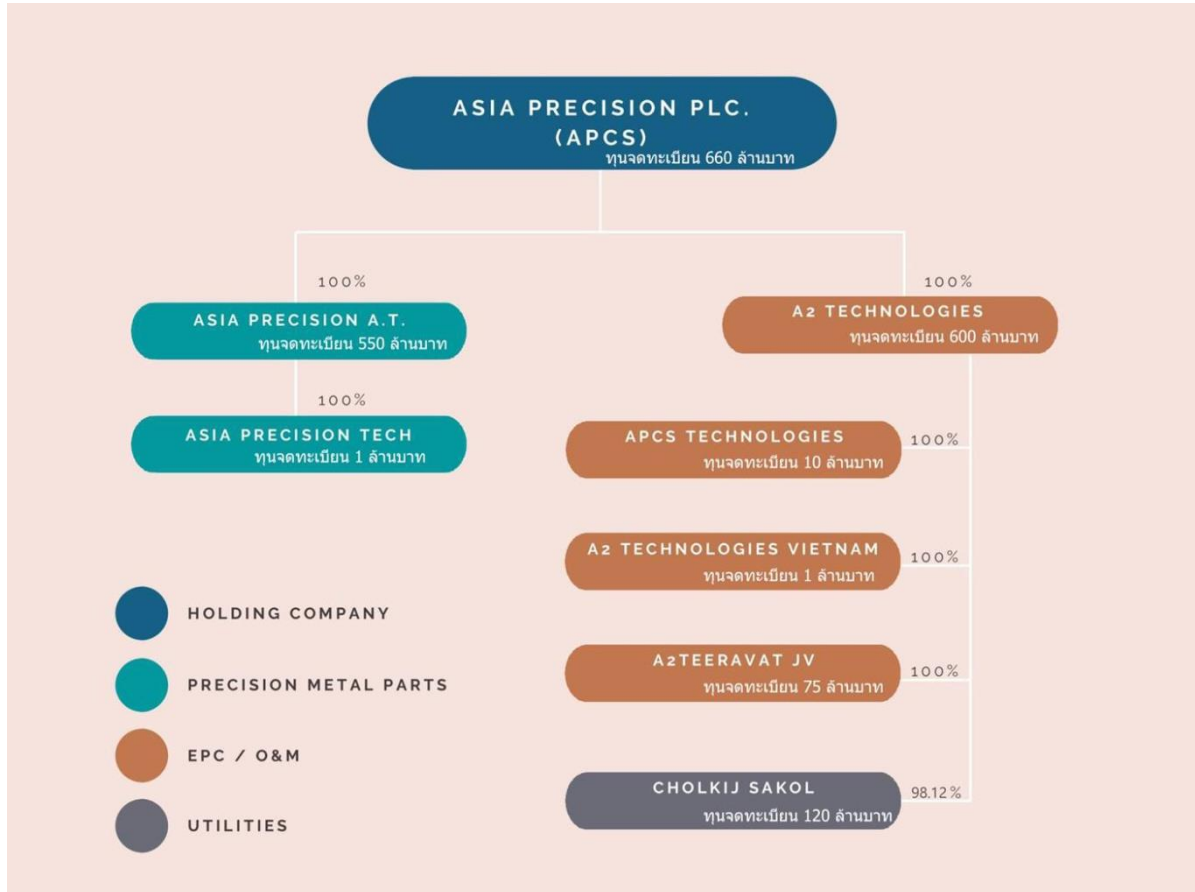 ASIA PRECISION PLC.
(APCS)
ทุนจดทะเบียน 660 ล้านบาท
100%
100%
ASIA PRECISION A.T.
ทุนจดทะเบียน 550 ล้านบาท
A2 TECHNOLOGIES
ทุนจดทะเบียน 600 ล้านบาท
100%
ASIA PRECISION TECH
ทุนจดทะเบียน 1 ล้านบาท
APCS TECHNOLOGIES
ทุนจดทะเบียน 10 ล้านบาท
100%
A2 TECHNOLOGIES VIETNAM
ทุนจดทะเบียน 1 ล้านบาท
100%
A2TEERAVAT JV
ทุนจดทะเบียน 75 ล้านบาท
100%
CHOLKIJ SAKOL
ทุนจดทะเบียน 120 ล้านบาท
98.12%
HOLDING COMPANY
PRECISION METAL PARTS
EPC / O&M
UTILITIES